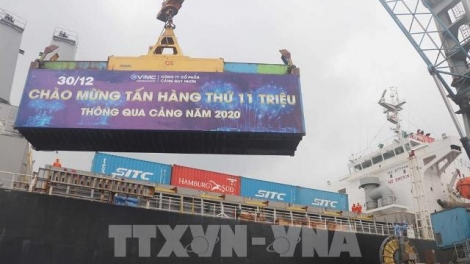 30/12
VIMC
CÔNG TY CỔ PHẦN
CẢNG QUY NHƠN
CHÀO MỪNG TẤN HÀNG THỨ 11 TRIỆU
THÔNG QUA CẢNG NĂM 2020
SITC
HAMBURG SÜD
SITC
SITC
TTXVN-VNA